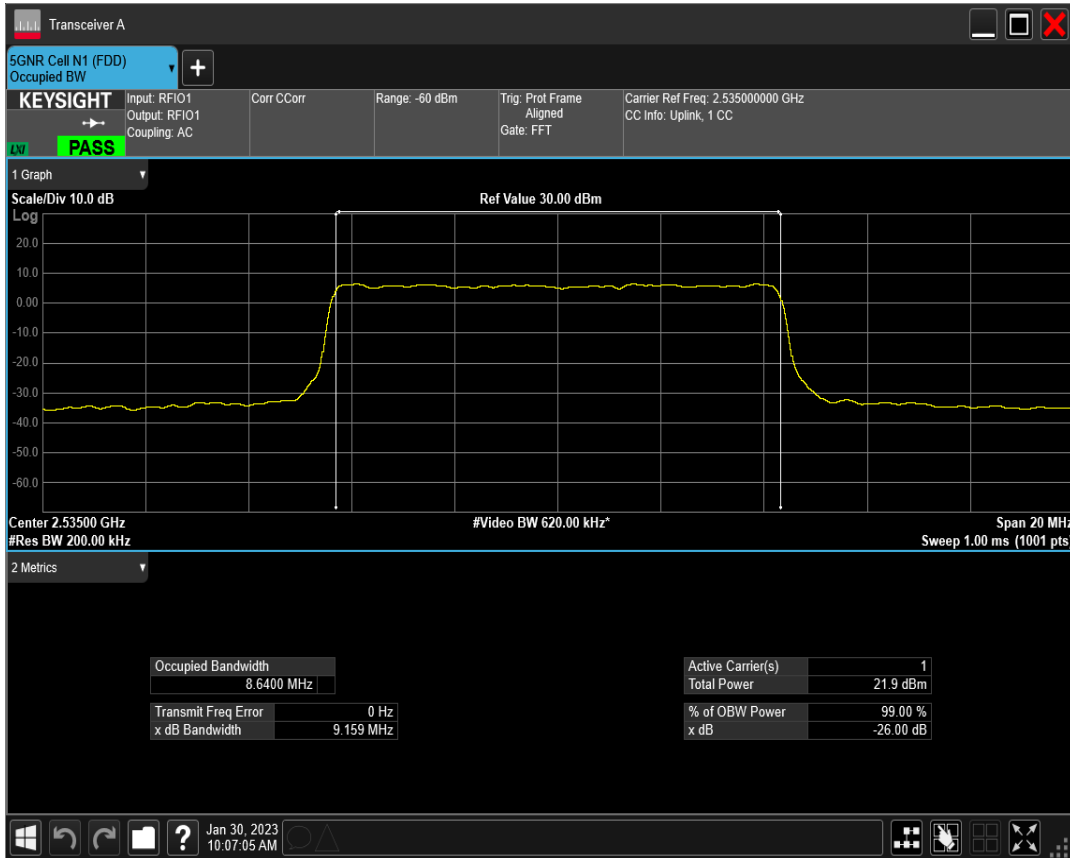 Transceiver A
5GNR Cell N1 (FDD)
Occupied BW
+
KEYSIGHT
LXI
PASS
Input: RFIO1
Output: RFIO1
Coupling: AC
Corr CCorr
Range: -60 dBm
Trig: Prot Frame
Aligned
Gate: FFT
Carrier Ref Freq: 2.535000000 GHz
CC Info: Uplink, 1 CC
1 Graph
Scale/Div 10.0 dB
Ref Value 30.00 dBm
Log
20.0
10.0
0.00
-10.0
-20.0
-30.0
-40.0
-50.0
-60.0
Center 2.53500 GHz
#Video BW 620.00 kHz*
Span 20 MHz
#Res BW 200.00 kHz
Sweep 1.00 ms (1001 pts)
2 Metrics
Occupied Bandwidth
8.6400 MHz
Transmit Freq Error 0 Hz
x dB Bandwidth 9.159 MHz
Active Carrier(s) 1
Total Power 21.9 dBm
% of OBW Power 99.00 %
x dB -26.00 dB
?
Jan 30, 2023
10:07:05 AM